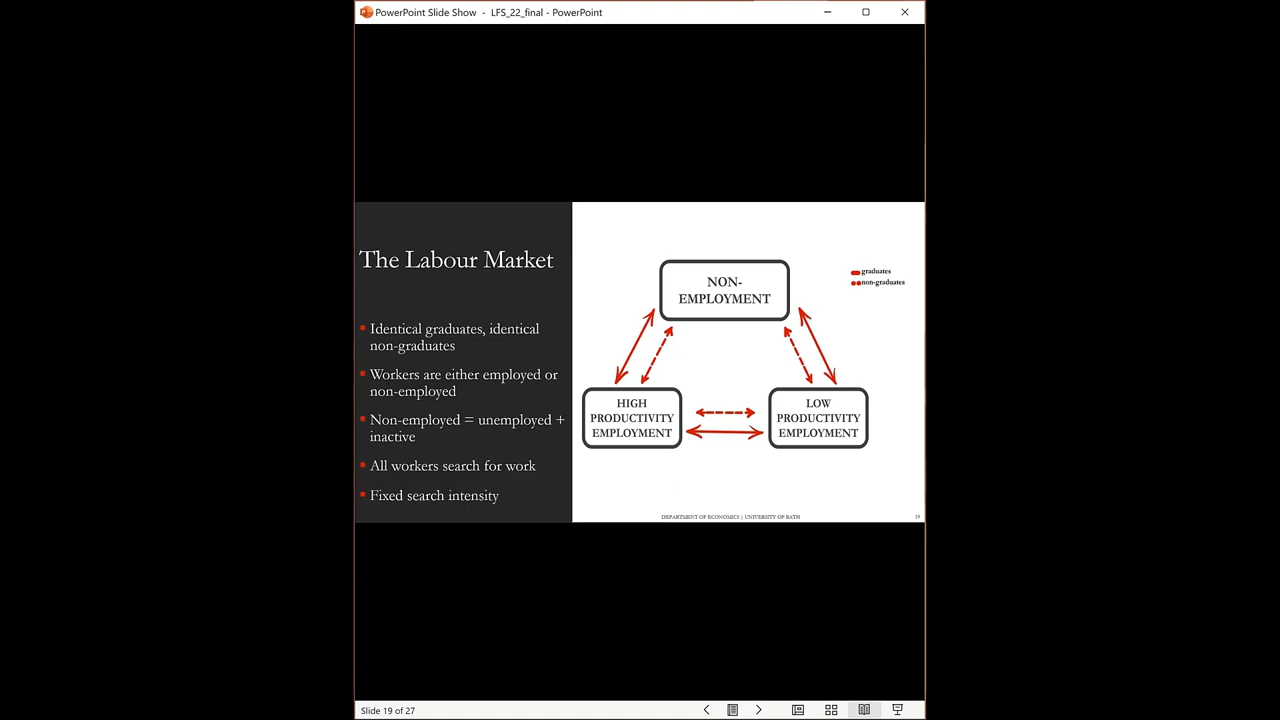 PowerPoint Slide Show - LFS_22_final - PowerPoint
The Labour Market
Identical graduates, identical
non-graduates
Workers are either employed or
non-employed
Non-employed = unemployed +
inactive
All workers search for work
Fixed search intensity
NON-
EMPLOYMENT
graduates
non-graduates
HIGH
PRODUCTIVITY
EMPLOYMENT
LOW
PRODUCTIVITY
EMPLOYMENT
DEPARTMENT OF ECONOMICS | UNIVERSITY OF BATH
19
Slide 19 of 27